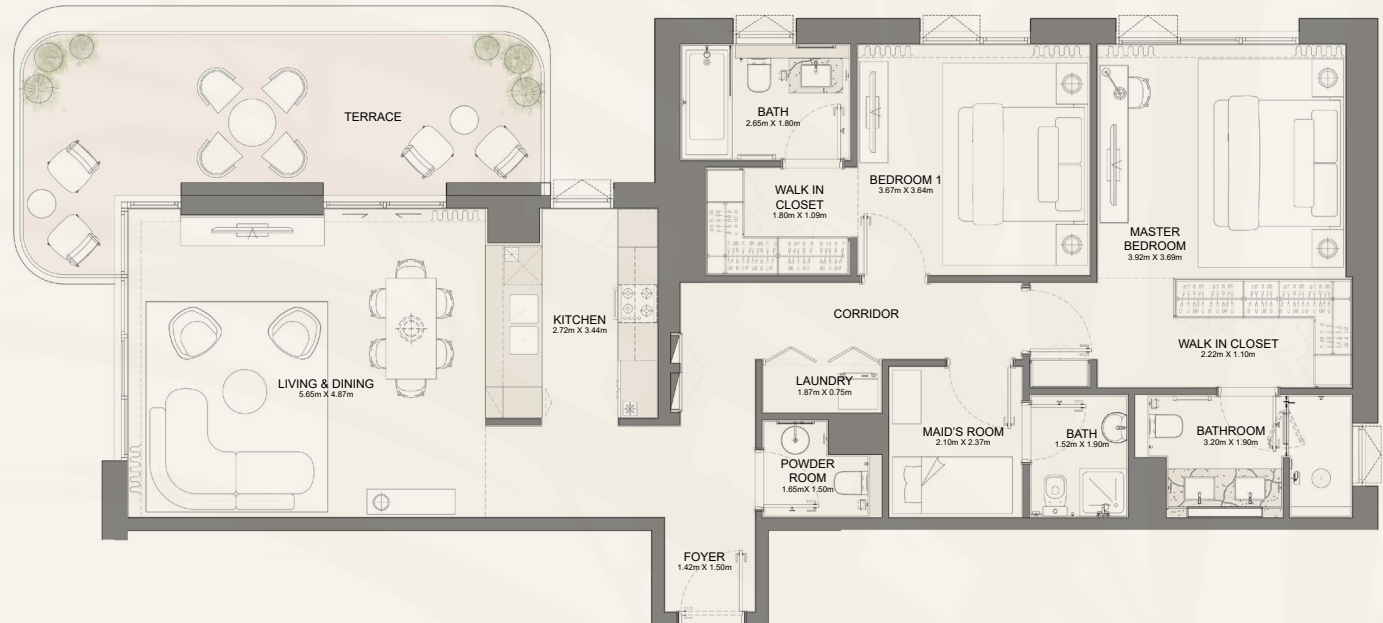 TERRACE
BATH
2.65m X 1.80m
BEDROOM 1
3.67m X 3.64m
WALK IN
CLOSET
1.80m X 1.09m
MASTER
BEDROOM
3.92m X 3.69m
CORRIDOR
KITCHEN
2.72m X 3.44m
WALK IN CLOSET
2.22m X 1.10m
LIVING & DINING
5.65m X 4.87m
LAUNDRY
1.87m X 0.75m
MAID'S ROOM
2.10m X 2.37m
BATH
1.52m X 1.90m
BATHROOM
3.20m X 1.90m
POWDER
ROOM
1.65m X 1.50m
FOYER
1.42m X 1.50m